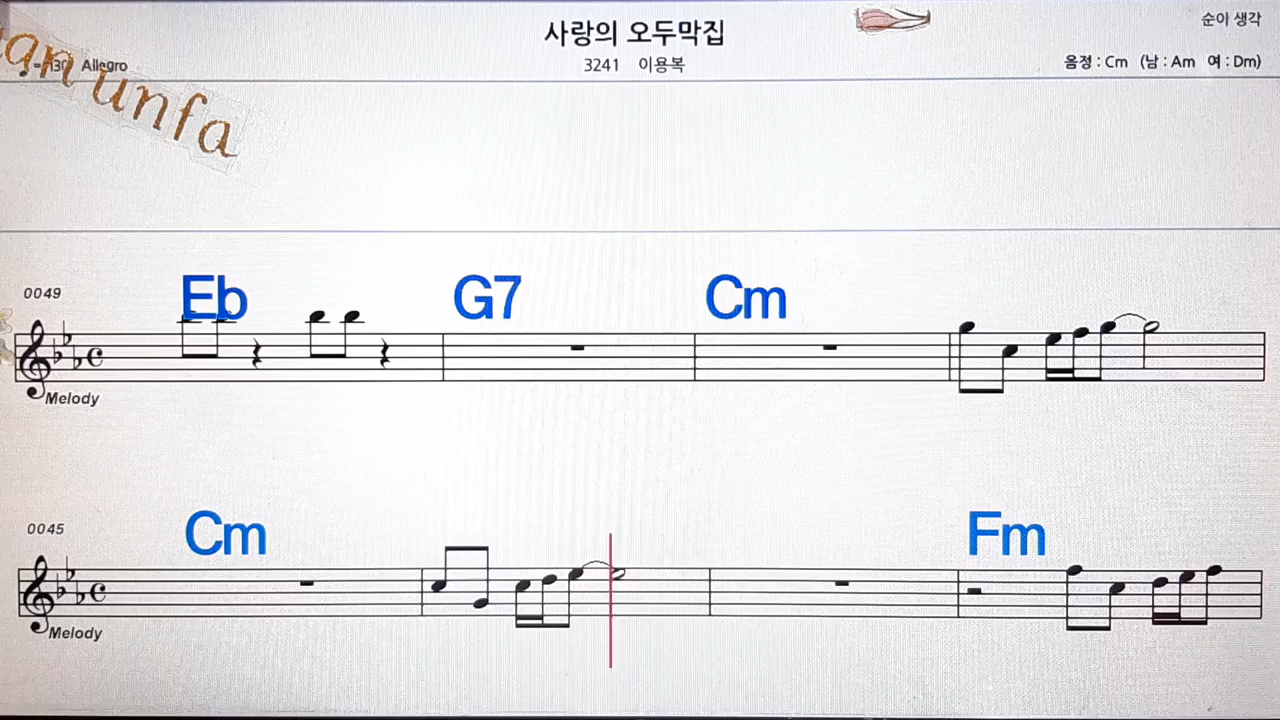 사랑의 오두막집
순이 생각
3241 이용복
Allegro
음정 : Cm (남 : Am 여 : Dm)
unfa
0049
Eb G7 Cm
Melody
0045
Cm Fm
Melody